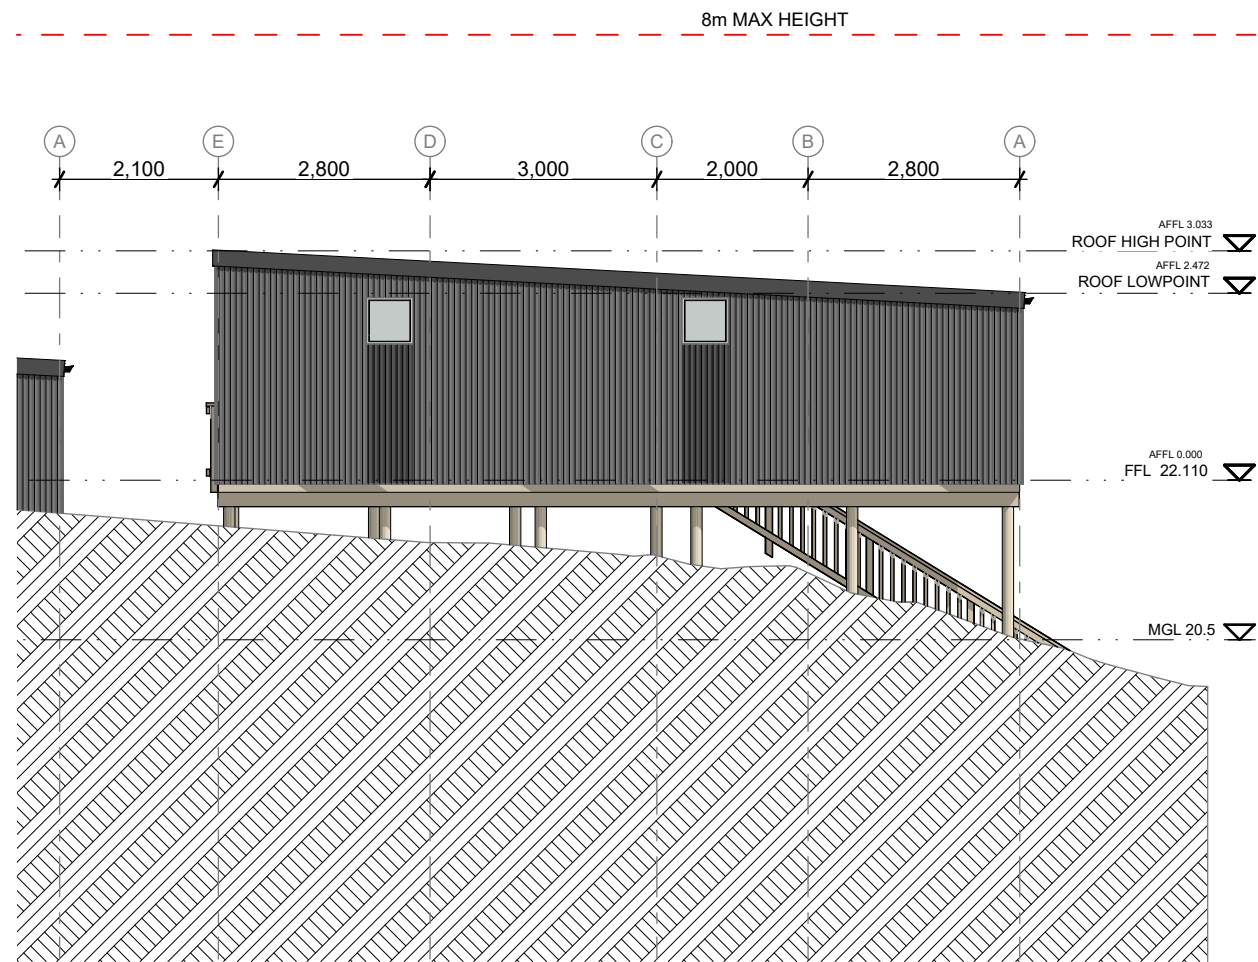 8m MAX HEIGHT
A E D C B A
2,100 2,800 3,000 2,000 2,800
AFFL 3.033
ROOF HIGH POINT
AFFL 2.472
ROOF LOWPOINT
AFFL 0.000
FFL 22.110
MGL 20.5